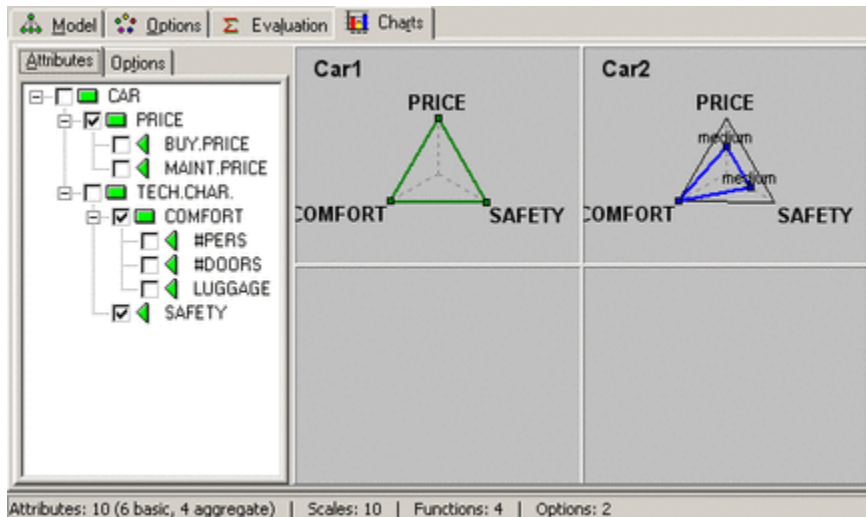 Model Options Evaluation Charts
Attributes Options
CAR
PRICE
BUY.PRICE
MAINT.PRICE
TECH.CHAR.
COMFORT
#PERS
#DOORS
LUGGAGE
SAFETY
Car1
PRICE
COMFORT SAFETY
Car2
PRICE
medium
medium
COMFORT SAFETY
Attributes: 10 (6 basic, 4 aggregate) | Scales: 10 | Functions: 4 | Options: 2